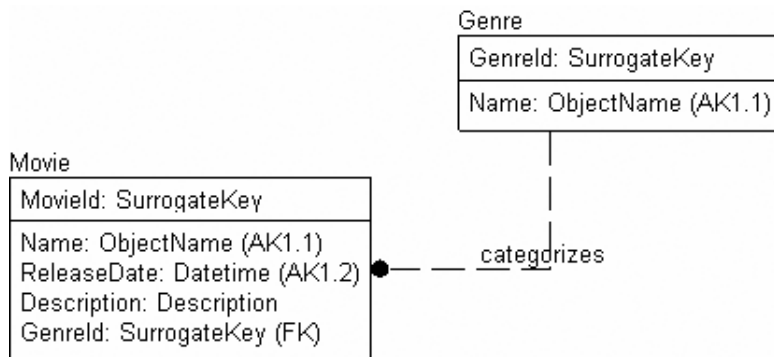 Genre
GenreId: SurrogateKey
Name: ObjectName (AK1.1)
Movie
MovieId: SurrogateKey
Name: ObjectName (AK1.1)
ReleaseDate: Datetime (AK1.2)
Description: Description
GenreId: SurrogateKey (FK)
categorizes